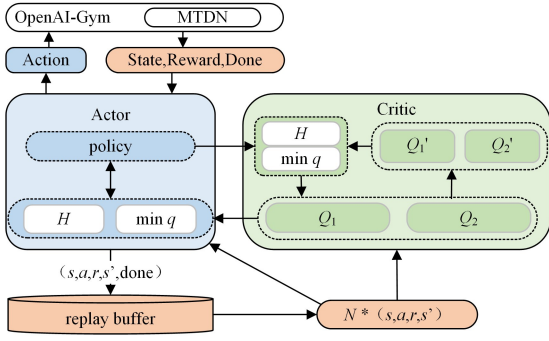 OpenAI-Gym
MTDN
Action
State,Reward,Done
Actor
Critic
policy
H
min q
Q₁'
Q₂'
H
min q
Q₁
Q₂
(s,a,r,s’,done)
replay buffer
N * (s,a,r,s’)